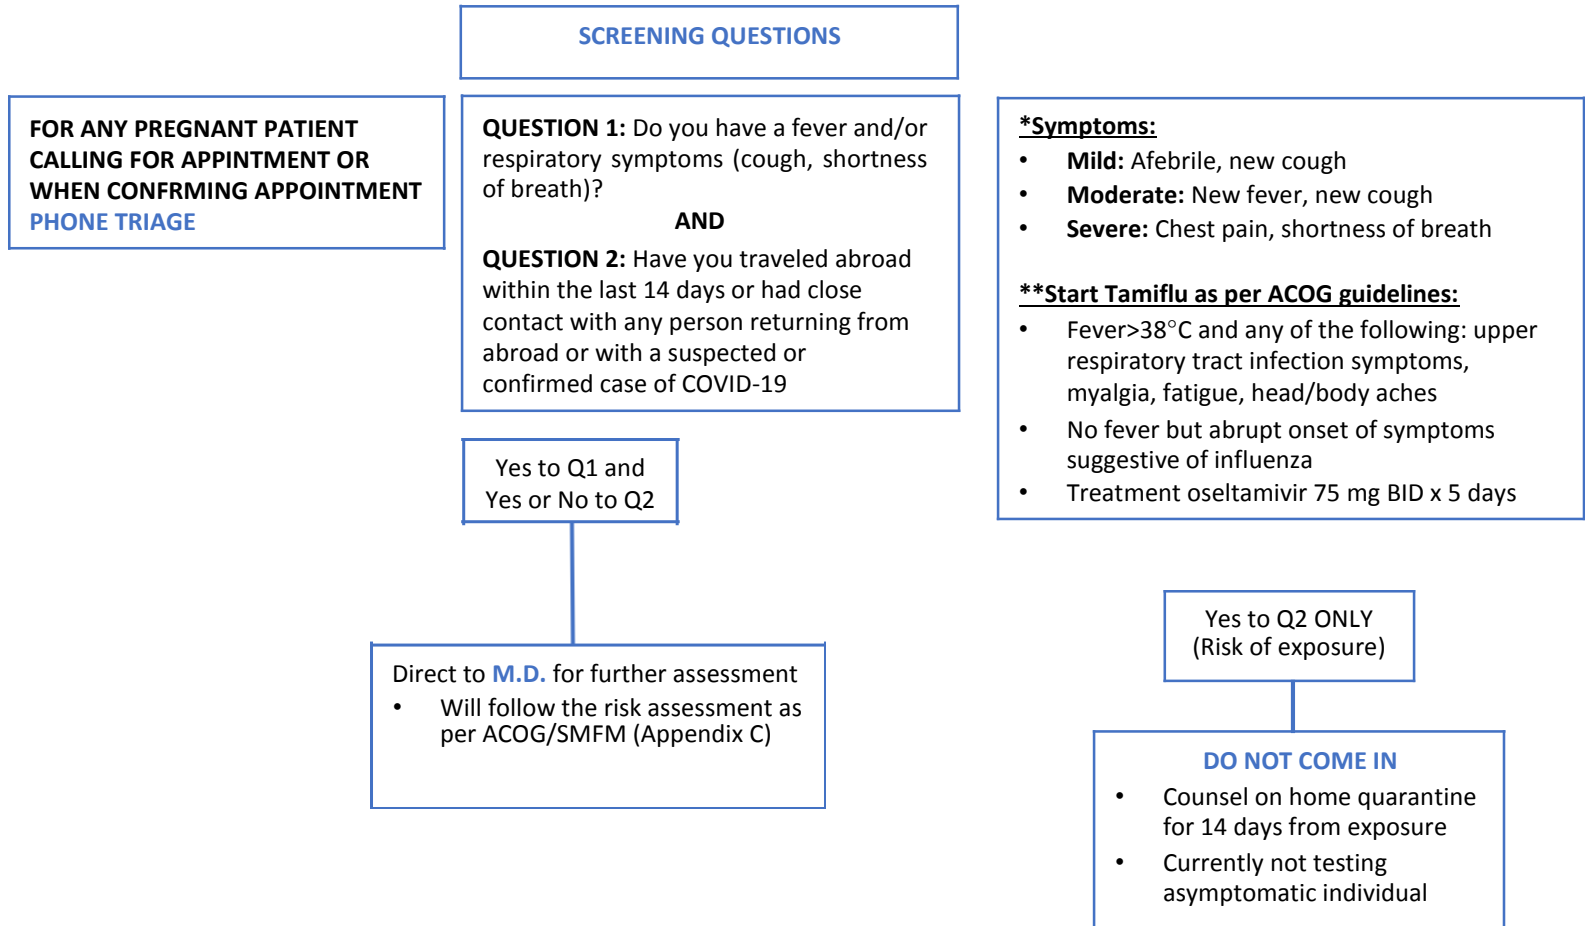 SCREENING QUESTIONS
FOR ANY PREGNANT PATIENT
CALLING FOR APPINTMENT OR
WHEN CONFRMING APPOINTMENT
PHONE TRIAGE
QUESTION 1: Do you have a fever and/or
respiratory symptoms (cough, shortness
of breath)?
AND
QUESTION 2: Have you traveled abroad
within the last 14 days or had close
contact with any person returning from
abroad or with a suspected or
confirmed case of COVID-19
*Symptoms:
• Mild: Afebrile, new cough
• Moderate: New fever, new cough
• Severe: Chest pain, shortness of breath
**Start Tamiflu as per ACOG guidelines:
• Fever>38°C and any of the following: upper
respiratory tract infection symptoms,
myalgia, fatigue, head/body aches
• No fever but abrupt onset of symptoms
suggestive of influenza
• Treatment oseltamivir 75 mg BID x 5 days
Yes to Q1 and
Yes or No to Q2
Direct to M.D. for further assessment
• Will follow the risk assessment as
per ACOG/SMFM (Appendix C)
Yes to Q2 ONLY
(Risk of exposure)
DO NOT COME IN
• Counsel on home quarantine
for 14 days from exposure
• Currently not testing
asymptomatic individual